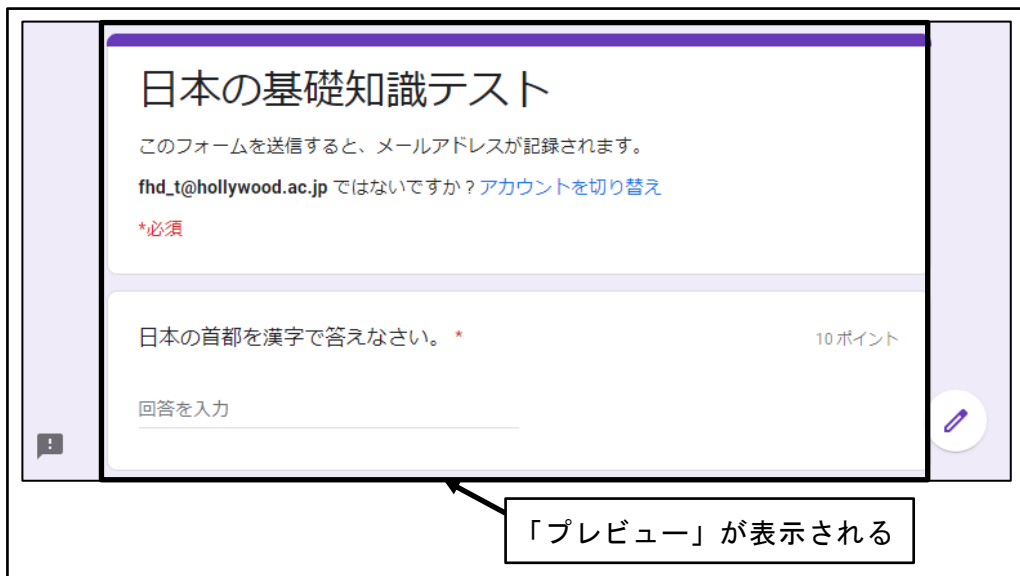 日本の基礎知識テスト
このフォームを送信すると、メールアドレスが記録されます。
fhd_t@hollywood.ac.jp ではないですか？アカウントを切り替え
*必須
日本の首都を漢字で答えなさい。 *
10 ポイント
回答を入力
「プレビュー」が表示される